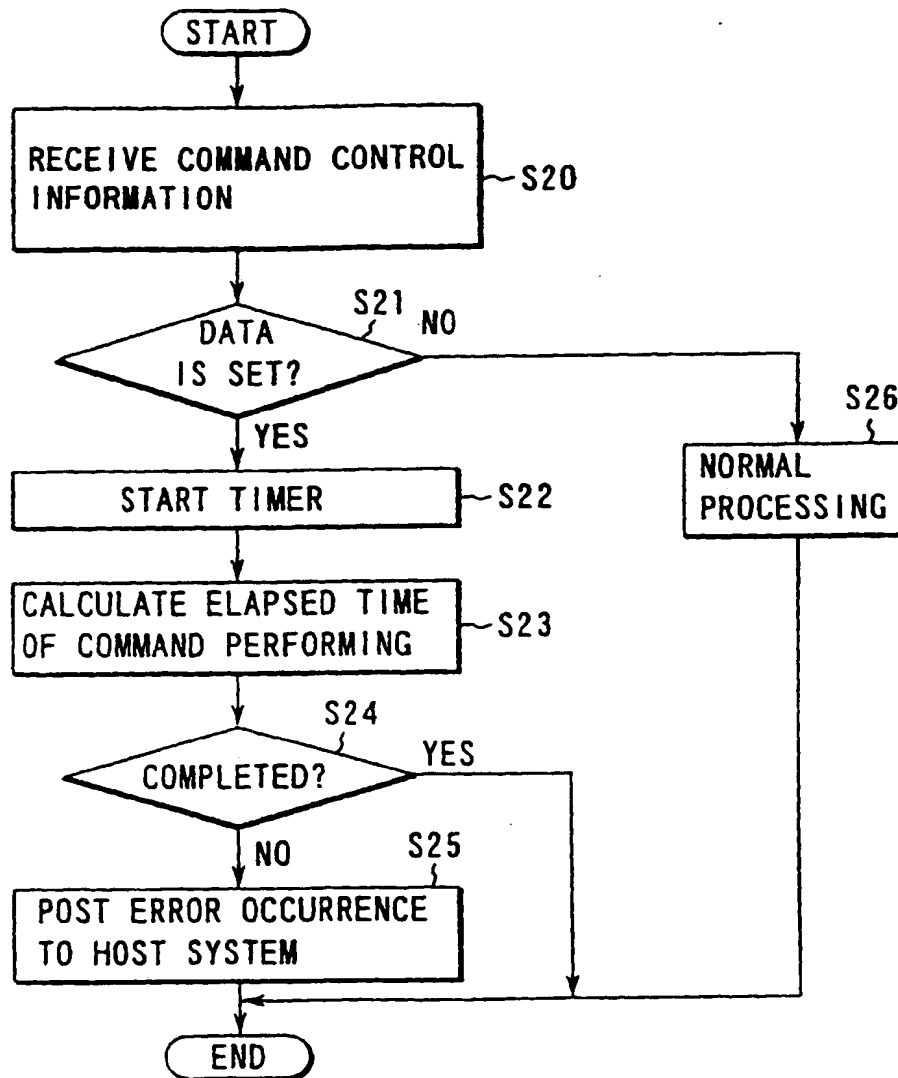 START
RECEIVE COMMAND CONTROL
INFORMATION
S20
S21
DATA
IS SET?
NO
YES
S26
NORMAL
PROCESSING
START TIMER
S22
CALCULATE ELAPSED TIME
OF COMMAND PERFORMING
S23
S24
COMPLETED?
YES
NO
S25
POST ERROR OCCURRENCE
TO HOST SYSTEM
END